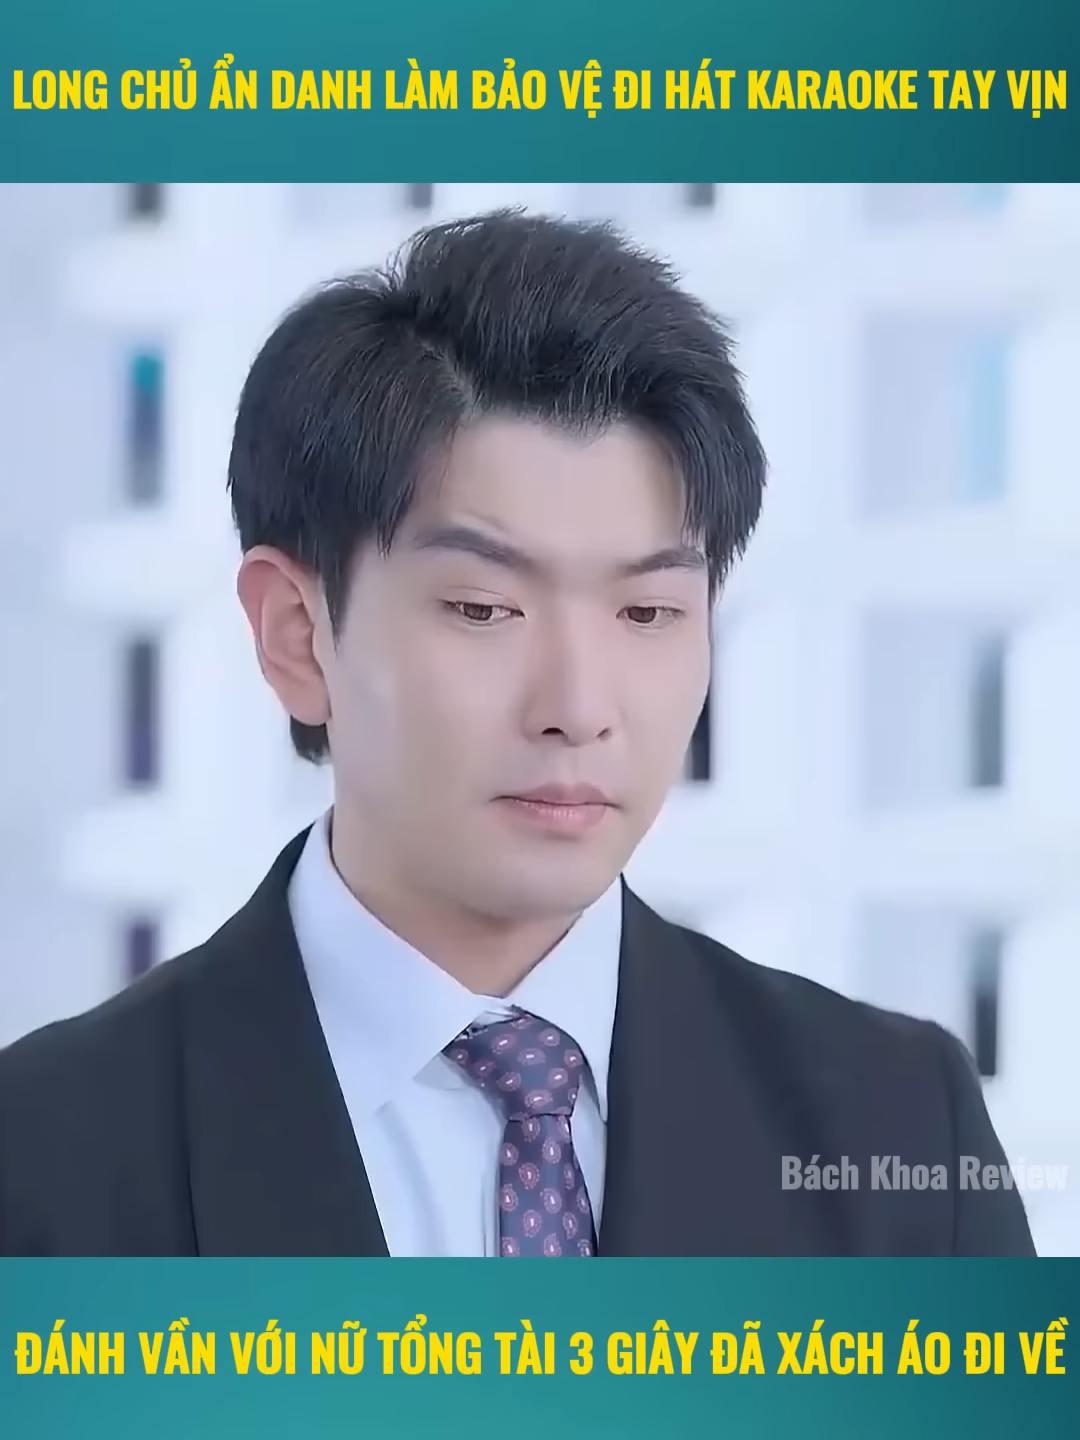 LONG CHỦ ẨN DANH LÀM BẢO VỆ ĐI HÁT KARAOKE TAY VỊN
Bách Khoa Review
ĐÁNH VẦN VỚI NỮ TỔNG TÀI 3 GIÂY ĐÃ XÁCH ÁO ĐI VỀ